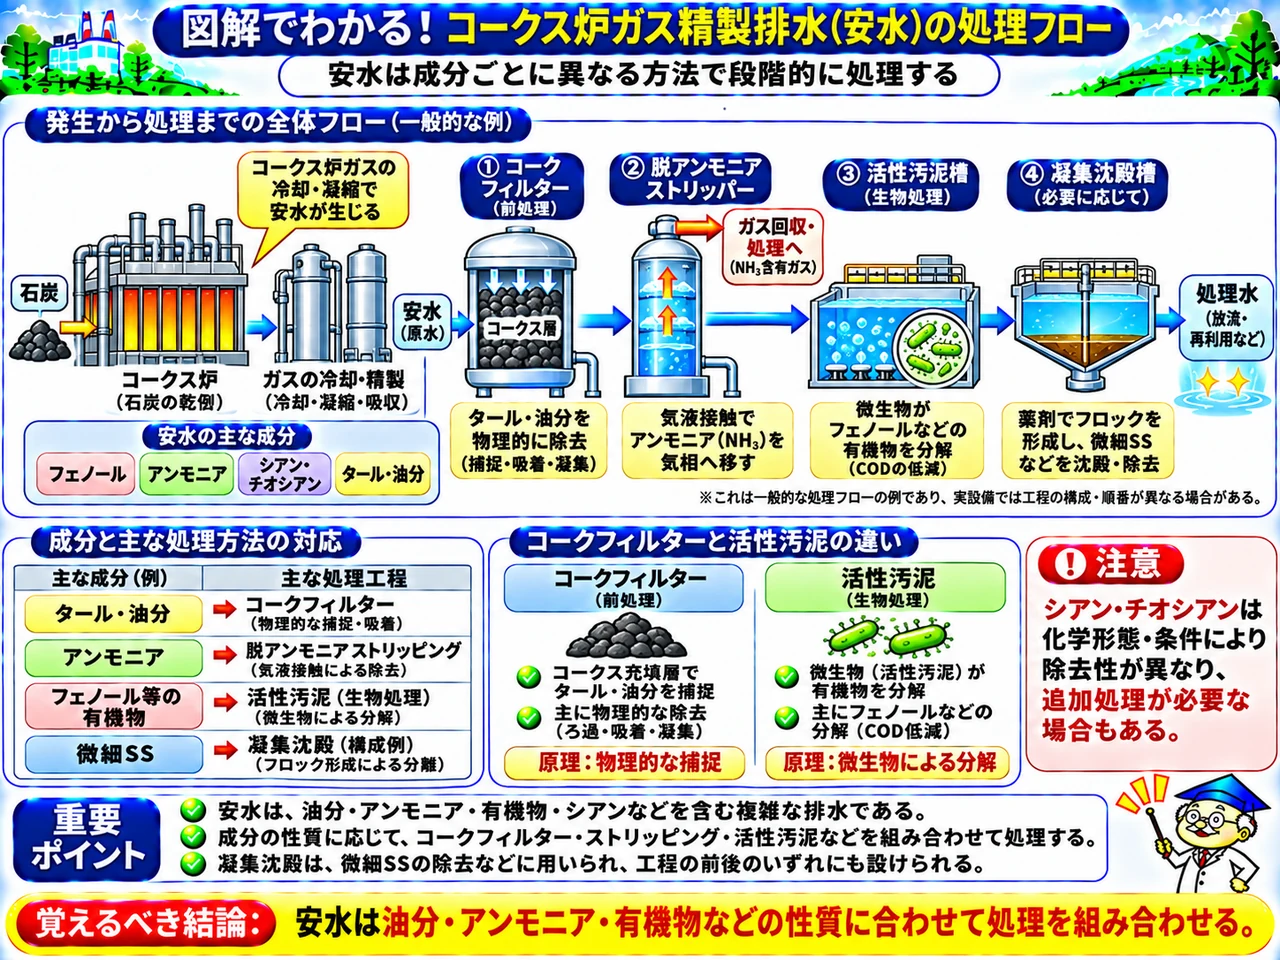 図解でわかる！コークス炉ガス精製排水(安水)の処理フロー
安水は成分ごとに異なる方法で段階的に処理する
発生から処理までの全体フロー(一般的な例)
石炭
コークス炉
(石炭の乾例)
コークス炉ガスの
冷却・凝縮で
安水が生じる
ガスの冷却・精製
(冷却・凝縮・吸収)
安水
(原水)
① コーク
フィルター
(前処理)
コークス層
タール・油分を
物理的に除去
(捕捉・吸着・凝集)
② 脱アンモニア
ストリッパー
ガス回収・
処理へ
(NH₃含有ガス)
気液接触で
アンモニア(NH₃)を
気相へ移す
③ 活性汚泥槽
(生物処理)
微生物が
フェノールなどの
有機物を分解
(CODの低減)
④ 凝集沈殿槽
(必要に応じて)
薬剤でフロックを
形成し、微細SS
などを沈殿・除去
処理水
(放流・
再利用など)
安水の主な成分
フェノール
アンモニア
シアン・
チオシアン
タール・油分
※これは一般的な処理フローの例であり、実設備では工程の構成・順番が異なる場合がある。
成分と主な処理方法の対応
主な成分(例) 主な処理工程
タール・油分 コークフィルター
(物理的な捕捉・吸着)
アンモニア 脱アンモニアストリッピング
(気液接触による除去)
フェノール等の
有機物
活性汚泥(生物処理)
(微生物による分解)
微細SS 凝集沈殿(構成例)
(フロック形成による分離)
コークフィルターと活性汚泥の違い
コークフィルター
(前処理)
コークス充填層で
タール・油分を捕捉
主に物理的な除去
(ろ過・吸着・凝集)
原理：物理的な捕捉
活性汚泥
(生物処理)
微生物(活性汚泥)が
有機物を分解
主にフェノールなどの
分解(COD低減)
原理：微生物による分解
! 注意
シアン・チオシアンは
化学形態・条件により
除去性が異なり、
追加処理が必要な
場合もある。
重要
ポイント
安水は、油分・アンモニア・有機物・シアンなどを含む複雑な排水である。
成分の性質に応じて、コークフィルター・ストリッピング・活性汚泥などを組み合わせて処理する。
凝集沈殿は、微細SSの除去などに用いられ、工程の前後のいずれにも設けられる。
覚えるべき結論：安水は油分・アンモニア・有機物などの性質に合わせて処理を組み合わせる。